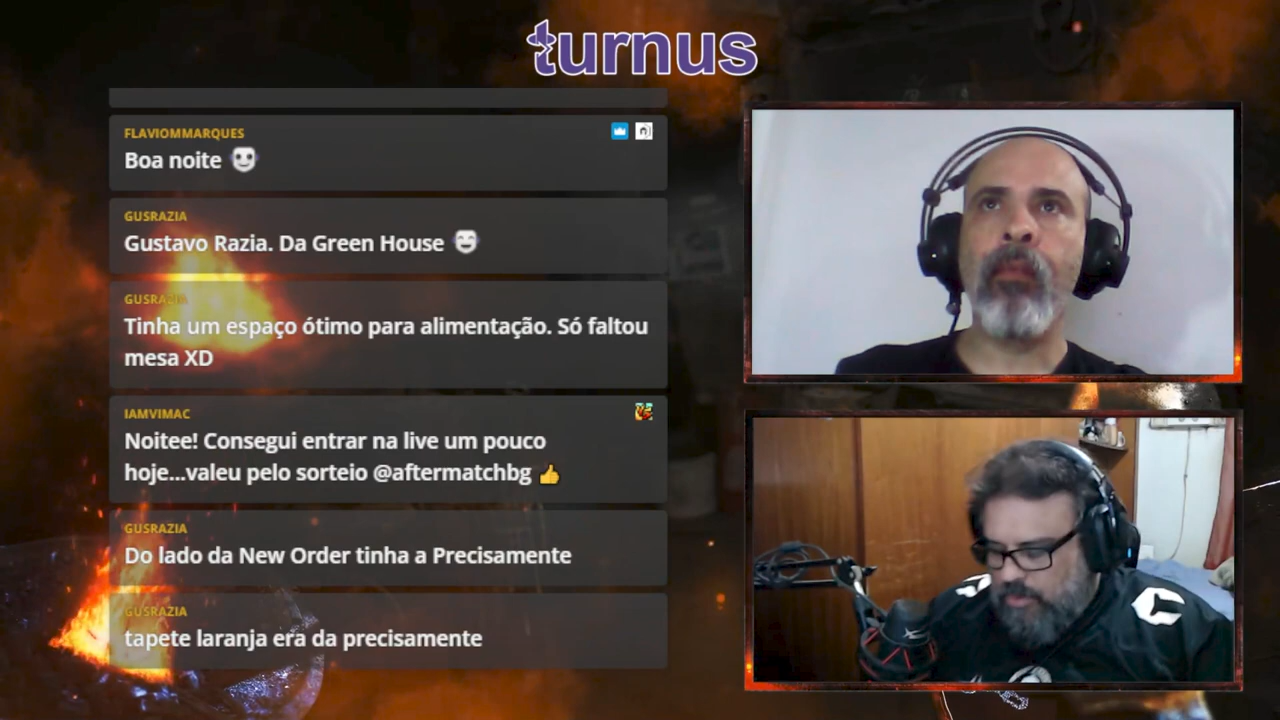 turnus
FLAVIOMMARQUES
Boa noite
GUSRAZIA
Gustavo Razia. Da Green House
GUSRAZIA
Tinha um espaço ótimo para alimentação. Só faltou
mesa XD
IAMVIMAC
Noitee! Consegui entrar na live um pouco
hoje...valeu pelo sorteio @aftermatchbg 👍
GUSRAZIA
Do lado da New Order tinha a Precisamente
GUSRAZIA
tapete laranja era da precisamente